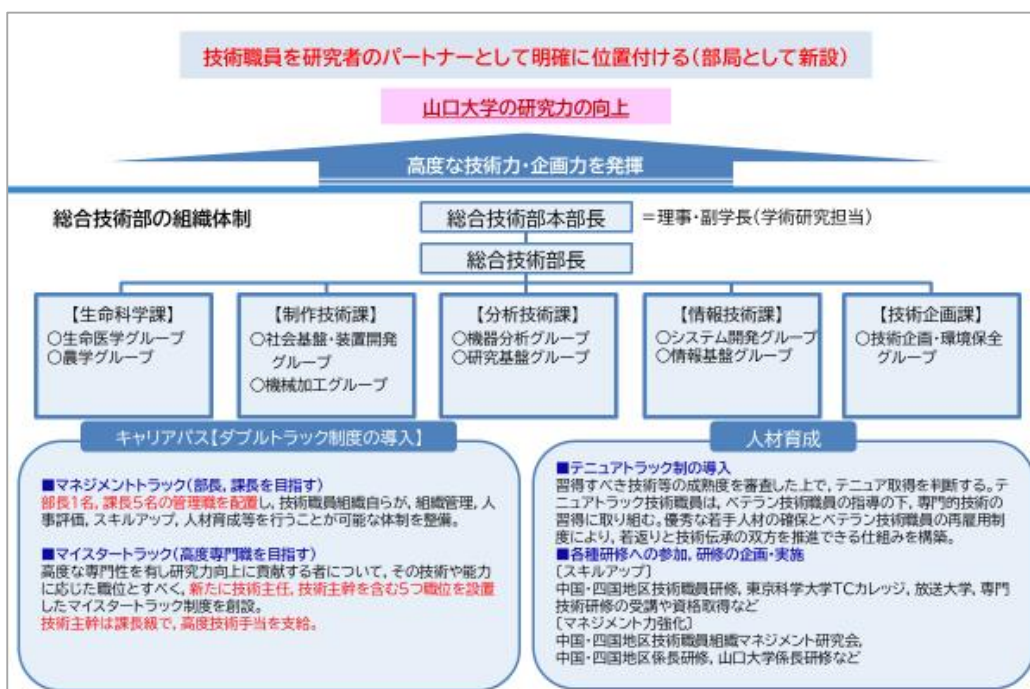 技術職員を研究者のパートナーとして明確に位置付ける(部局として新設)
山口大学の研究力の向上
高度な技術力・企画力を発揮
総合技術部の組織体制
総合技術部本部長
=理事・副学長(学術研究担当)
総合技術部長
【生命科学課】
○生命医学グループ
○農学グループ
【制作技術課】
○社会基盤・装置開発
グループ
○機械加工グループ
【分析技術課】
○機器分析グループ
○研究基盤グループ
【情報技術課】
○システム開発グループ
○情報基盤グループ
【技術企画課】
○技術企画・環境保全
グループ
キャリアパス【ダブルトラック制度の導入】
■マネジメントトラック(部長,課長を目指す)
部長1名,課長5名の管理職を配置し,技術職員組織自らが,組織管理,人
事評価,スキルアップ,人材育成等を行うことが可能な体制を整備。
■マイスタートラック(高度専門職を目指す)
高度な専門性を有し研究力向上に貢献する者について,その技術や能力
に応じた職位とすべく,新たに技術主任,技術主幹を含む5つ職位を設置
したマイスタートラック制度を創設。
技術主幹は課長級で,高度技術手当を支給。
人材育成
■テニュアトラック制の導入
習得すべき技術等の成熟度を審査した上で,テニュア取得を判断する。テ
ニュアトラック技術職員は,ベテラン技術職員の指導の下,専門的技術の
習得に取り組む。優秀な若手人材の確保とベテラン技術職員の再雇用制
度により,若返りと技術伝承の双方を推進できる仕組みを構築。
■各種研修への参加,研修の企画・実施
〔スキルアップ〕
中国・四国地区技術職員研修,東京科学大学TCカレッジ,放送大学,専門
技術研修の受講や資格取得など
〔マネジメント力強化〕
中国・四国地区技術職員組織マネジメント研究会,
中国・四国地区係長研修,山口大学係長研修など